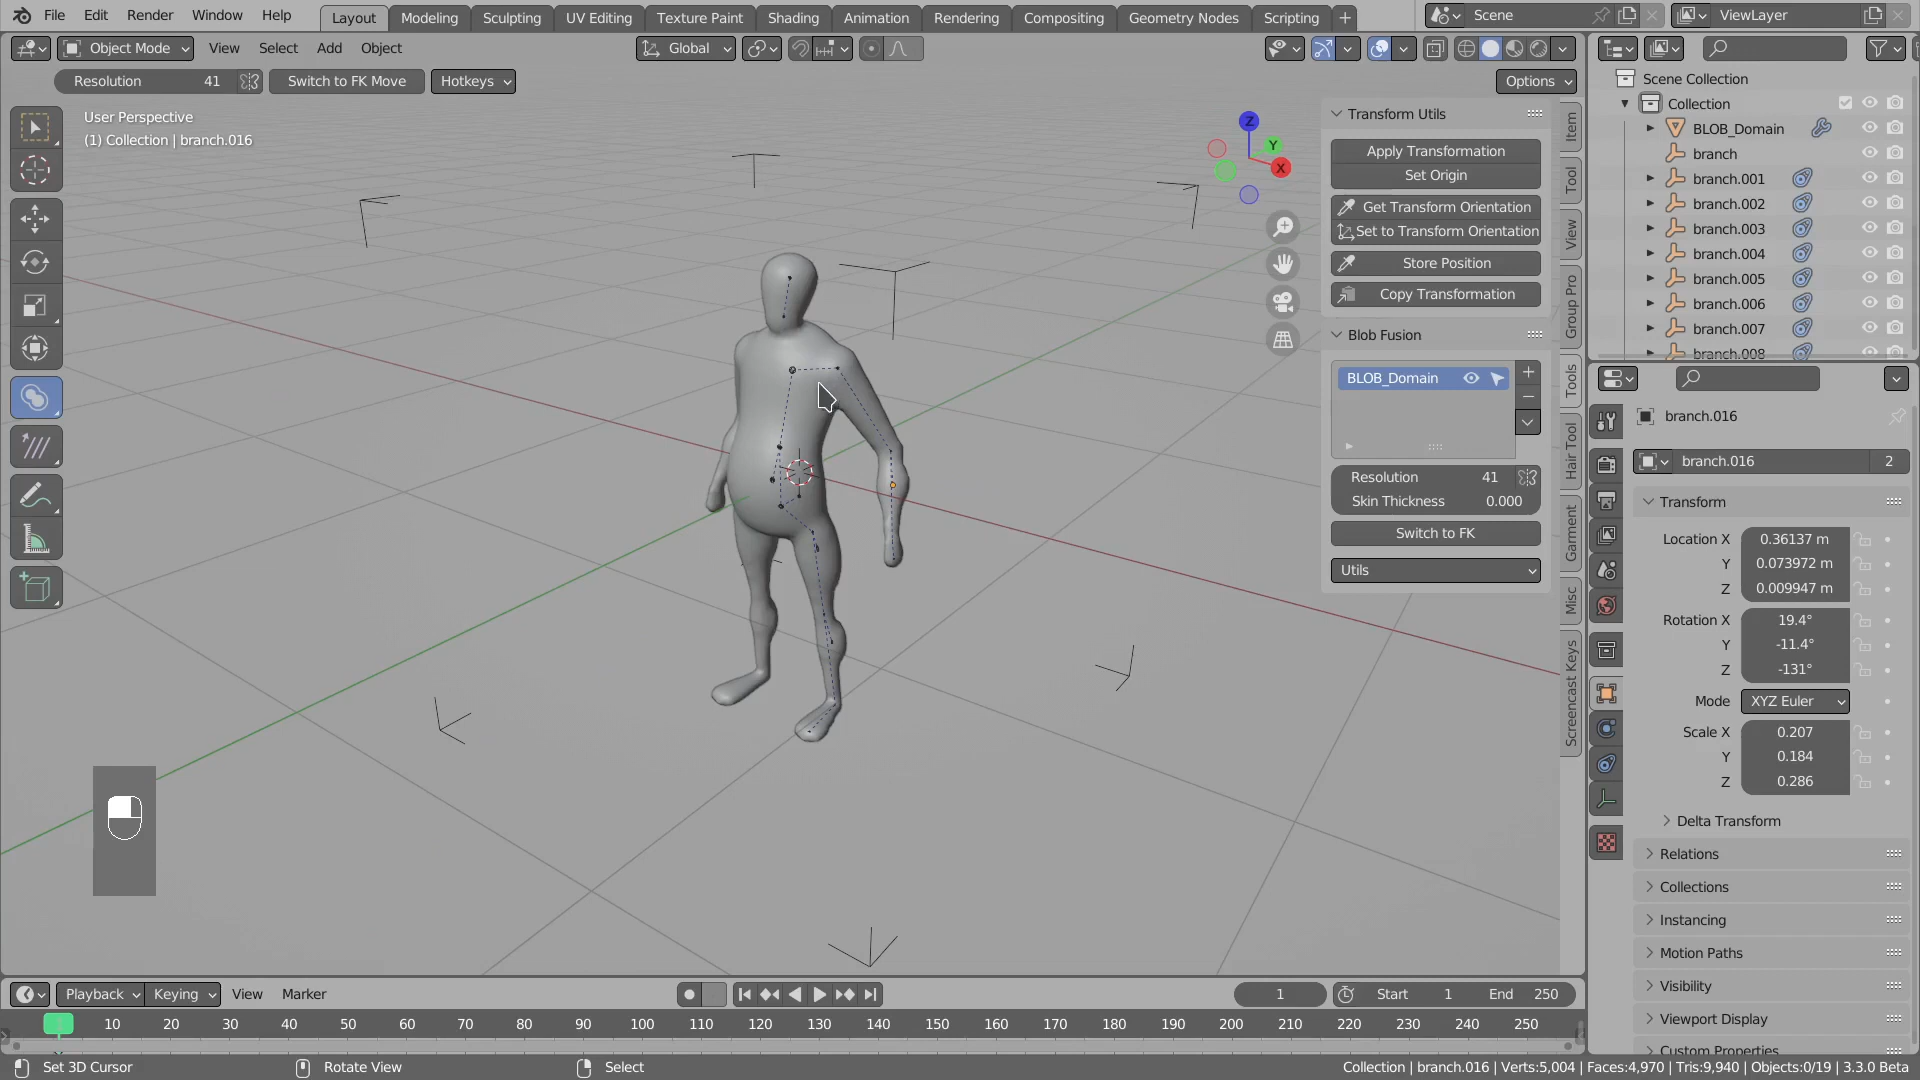 File Edit Render Window Help Layout Modeling Sculpting UV Editing Texture Paint Shading Animation Rendering Compositing Geometry Nodes Scripting + Scene ViewLayer
Object Mode View Select Add Object Global
Resolution 41 Switch to FK Move Hotkeys Options
User Perspective
(1) Collection | branch.016
Z
Y
X
Transform Utils
Apply Transformation
Set Origin
Get Transform Orientation
Set to Transform Orientation
Store Position
Copy Transformation
Blob Fusion
BLOB_Domain
Resolution 41
Skin Thickness 0.000
Switch to FK
Utils
Item
Tool
View
Group Pro
Tools
Hair Tool
Garment
Misc
Screencast Keys
Scene Collection
Collection
BLOB_Domain
branch
branch.001
branch.002
branch.003
branch.004
branch.005
branch.006
branch.007
branch.008
branch.016
branch.016 2
Transform
Location X 0.36137 m
Y 0.073972 m
Z 0.009947 m
Rotation X 19.4°
Y -11.4°
Z -131°
Mode XYZ Euler
Scale X 0.207
Y 0.184
Z 0.286
Delta Transform
Relations
Collections
Instancing
Motion Paths
Visibility
Viewport Display
Custom Properties
Playback Keying View Marker 1 Start 1 End 250
10 20 30 40 50 60 70 80 90 100 110 120 130 140 150 160 170 180 190 200 210 220 230 240 250
Set 3D Cursor Rotate View Select Collection | branch.016 | Verts:5,004 | Faces:4,970 | Tris:9,940 | Objects:0/19 | 3.3.0 Beta